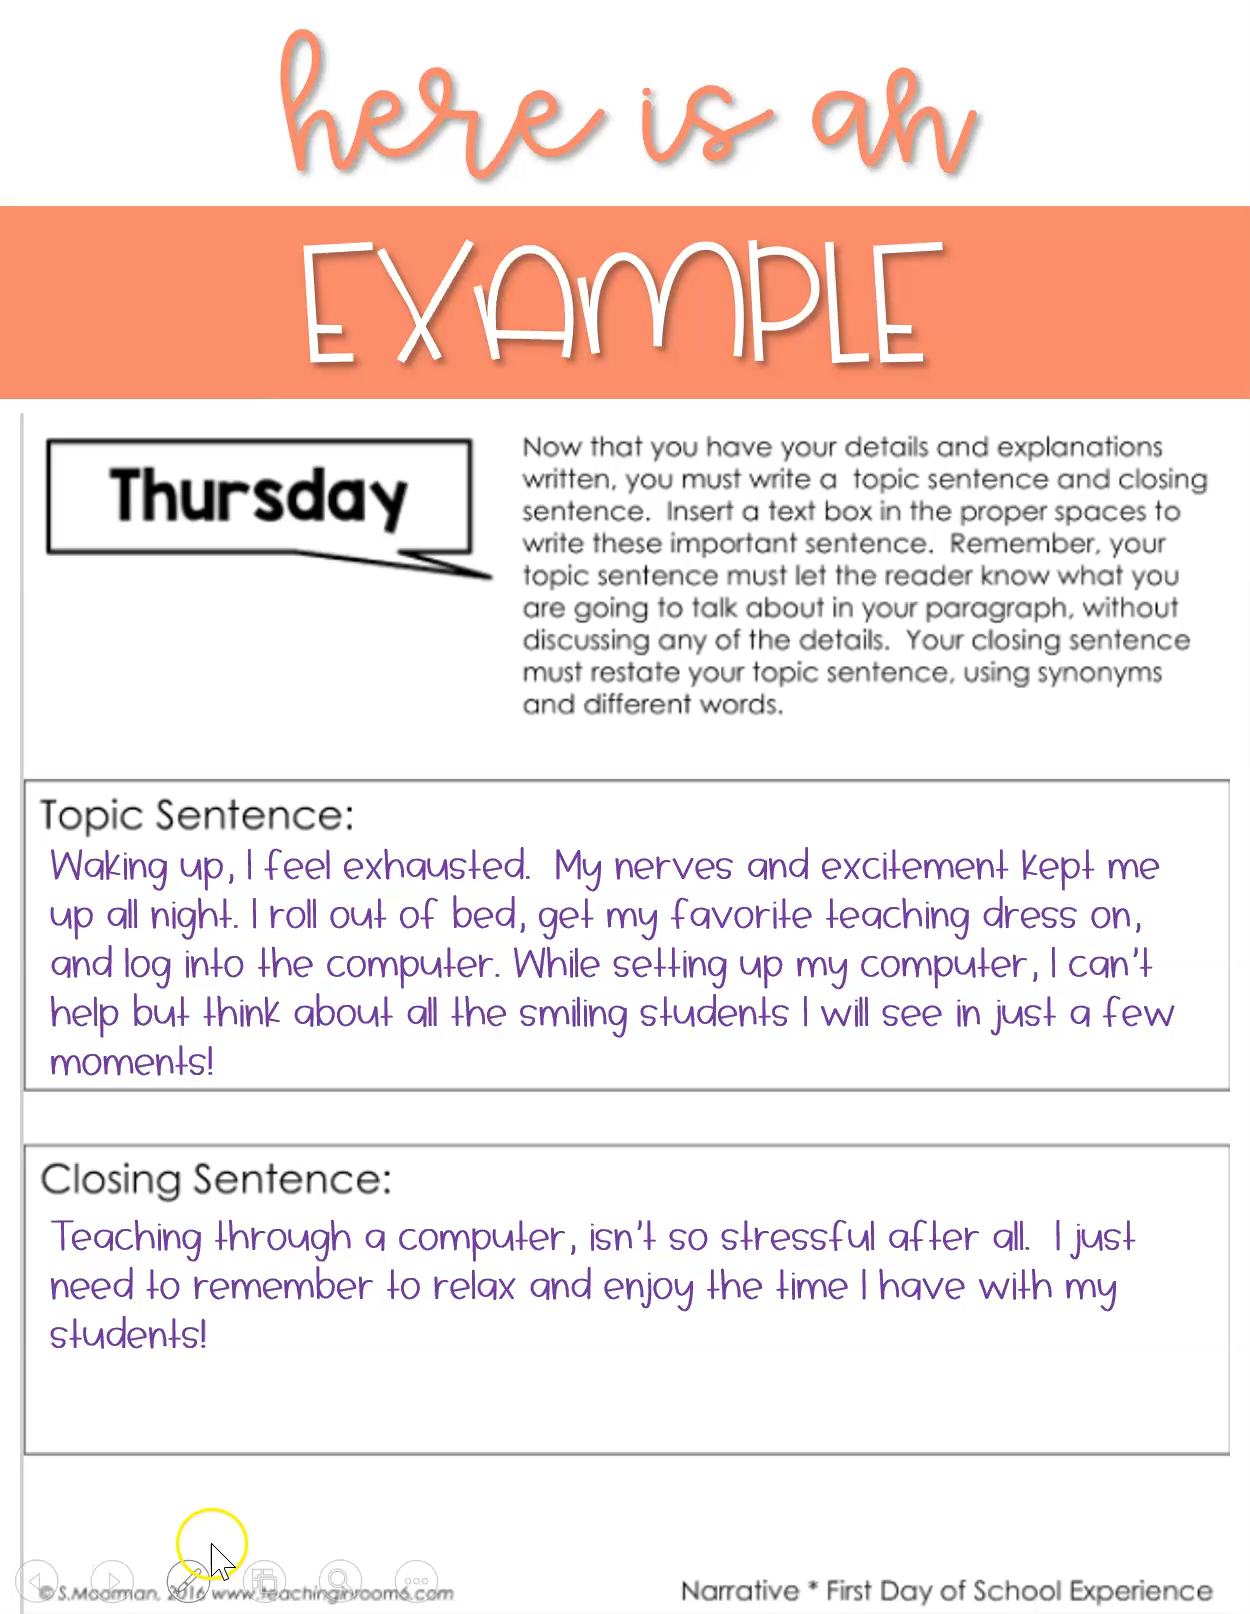 here is an
EXAMPLE
Thursday
Now that you have your details and explanations
written, you must write a topic sentence and closing
sentence. Insert a text box in the proper spaces to
write these important sentence. Remember, your
topic sentence must let the reader know what you
are going to talk about in your paragraph, without
discussing any of the details. Your closing sentence
must restate your topic sentence, using synonyms
and different words.
Topic Sentence:
Waking up, I feel exhausted. My nerves and excitement kept me
up all night. I roll out of bed, get my favorite teaching dress on,
and log into the computer. While setting up my computer, I can't
help but think about all the smiling students I will see in just a few
moments!
Closing Sentence:
Teaching through a computer, isn't so stressful after all. I just
need to remember to relax and enjoy the time I have with my
students!
© S.Moorman, 2016 www.teachinginroom6.com
Narrative * First Day of School Experience